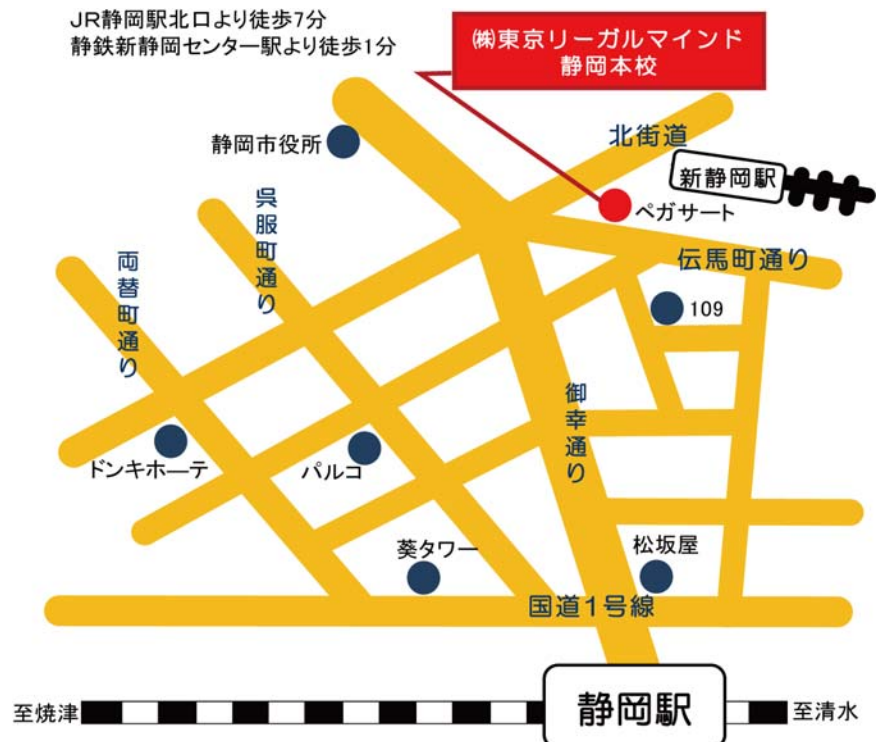 JR静岡駅北口より徒歩7分
静鉄新静岡センター駅より徒歩1分
㈱東京リーガルマインド
静岡本校
静岡市役所
北街道
新静岡駅
呉服町通り
ペガサート
両替町通り
伝馬町通り
109
御幸通り
ドンキホーテ
パルコ
葵タワー
松坂屋
国道1号線
至焼津
静岡駅
至清水